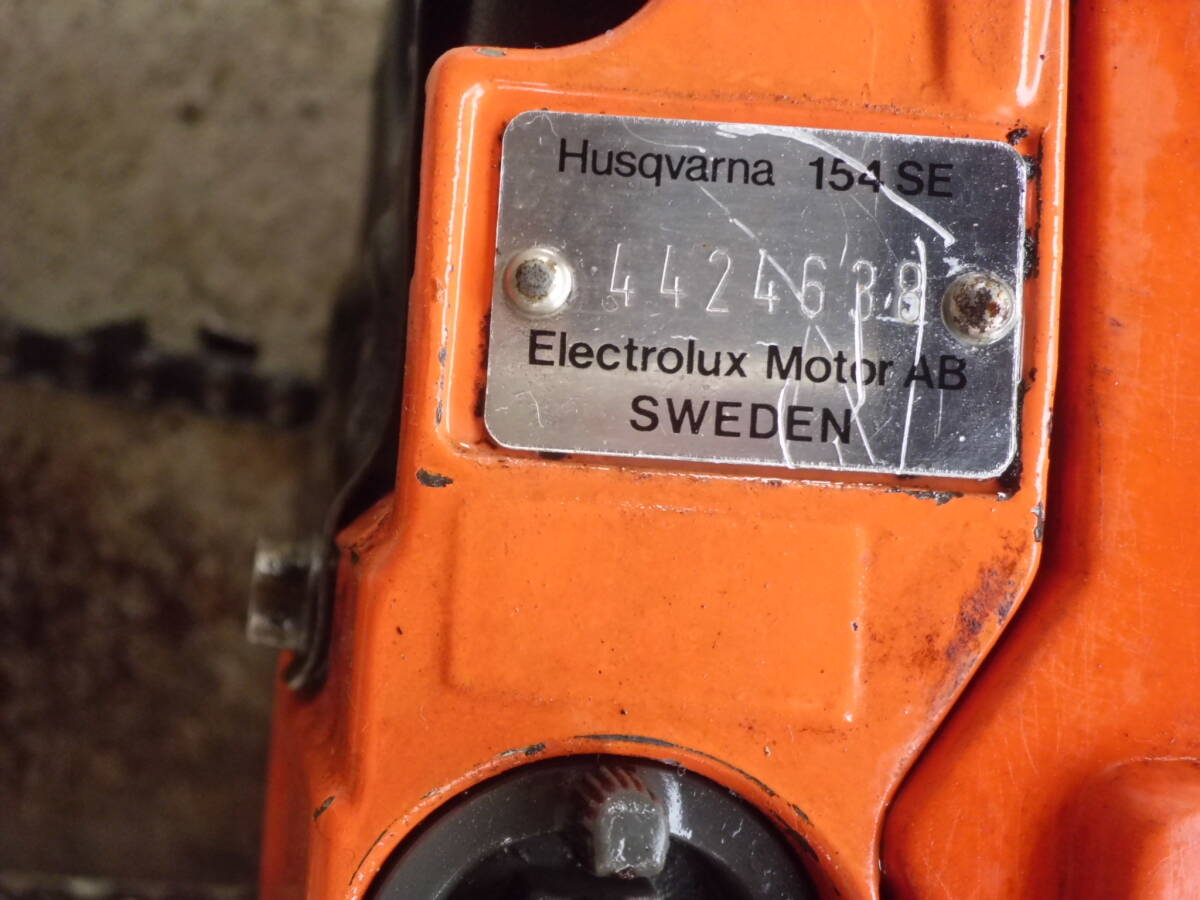 Husqvarna 154 SE
4424638
Electrolux Motor AB
SWEDEN